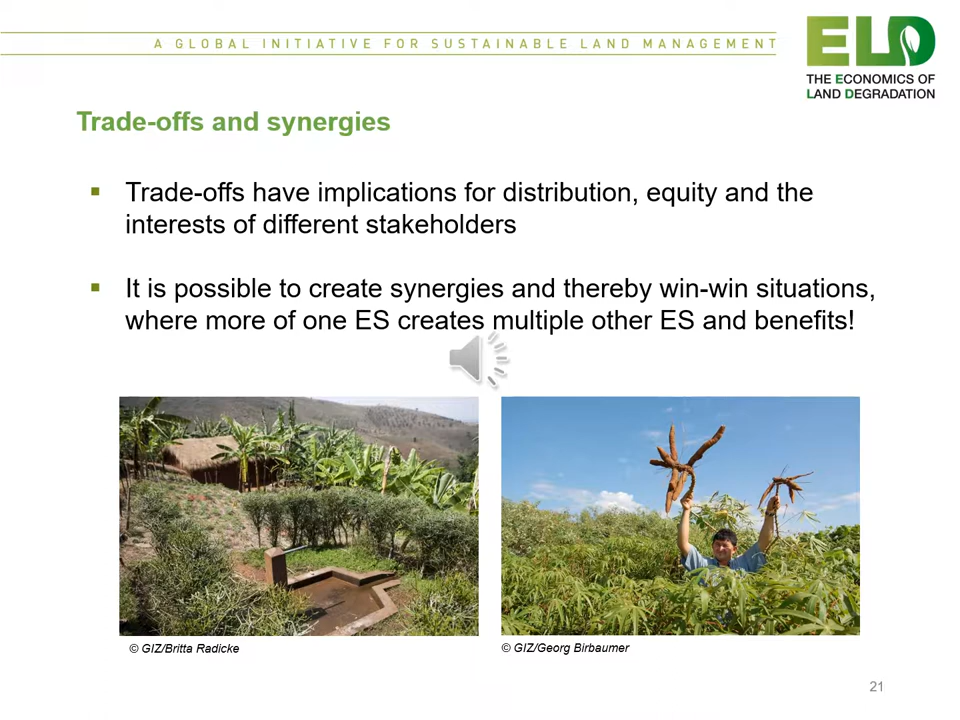 A GLOBAL INITIATIVE FOR SUSTAINABLE LAND MANAGEMENT
ELD
THE ECONOMICS OF
LAND DEGRADATION
Trade-offs and synergies
Trade-offs have implications for distribution, equity and the
interests of different stakeholders
It is possible to create synergies and thereby win-win situations,
where more of one ES creates multiple other ES and benefits!
© GIZ/Britta Radicke
© GIZ/Georg Birbaumer
21